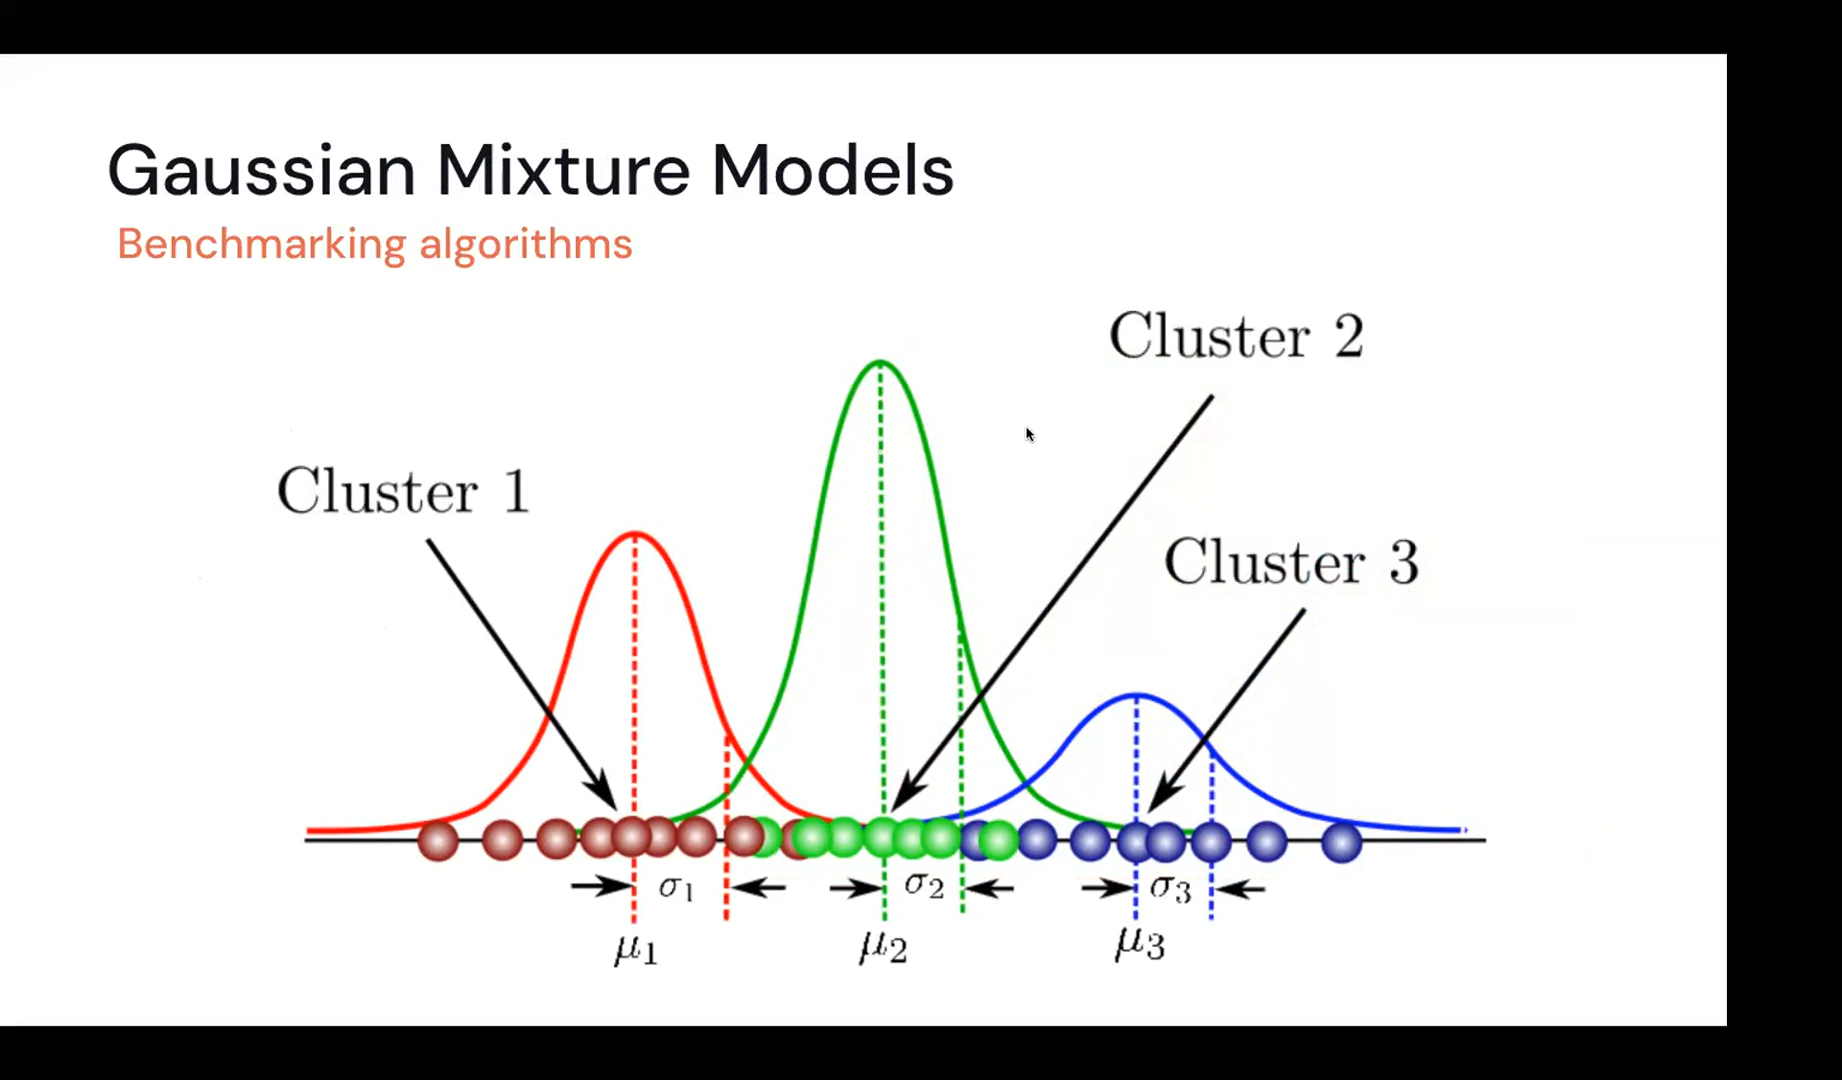 Gaussian Mixture Models
Benchmarking algorithms
Cluster 2
Cluster 1
Cluster 3
σ₁ σ₂ σ₃
μ₁ μ₂ μ₃